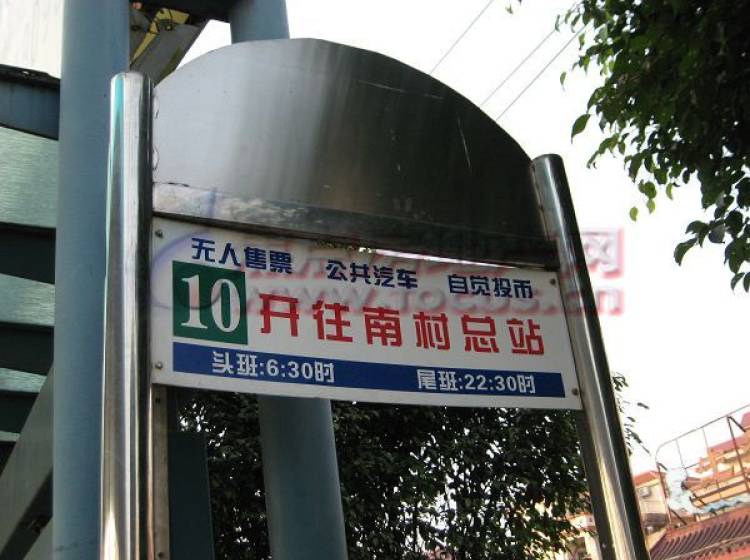 无人售票 公共汽车 自觉投币
10 开往南村总站
头班:6:30时 尾班:22:30时